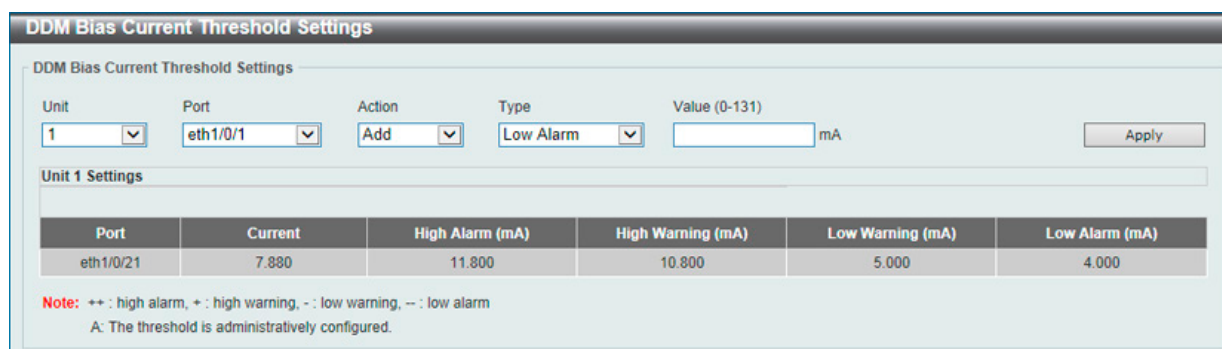 DDM Bias Current Threshold Settings
DDM Bias Current Threshold Settings
Unit Port Action Type Value (0-131)
1 eth1/0/1 Add Low Alarm mA Apply
Unit 1 Settings
Port Current High Alarm (mA) High Warning (mA) Low Warning (mA) Low Alarm (mA)
eth1/0/21 7.880 11.800 10.800 5.000 4.000
Note: ++ : high alarm, + : high warning, - : low warning, -- : low alarm
A: The threshold is administratively configured.